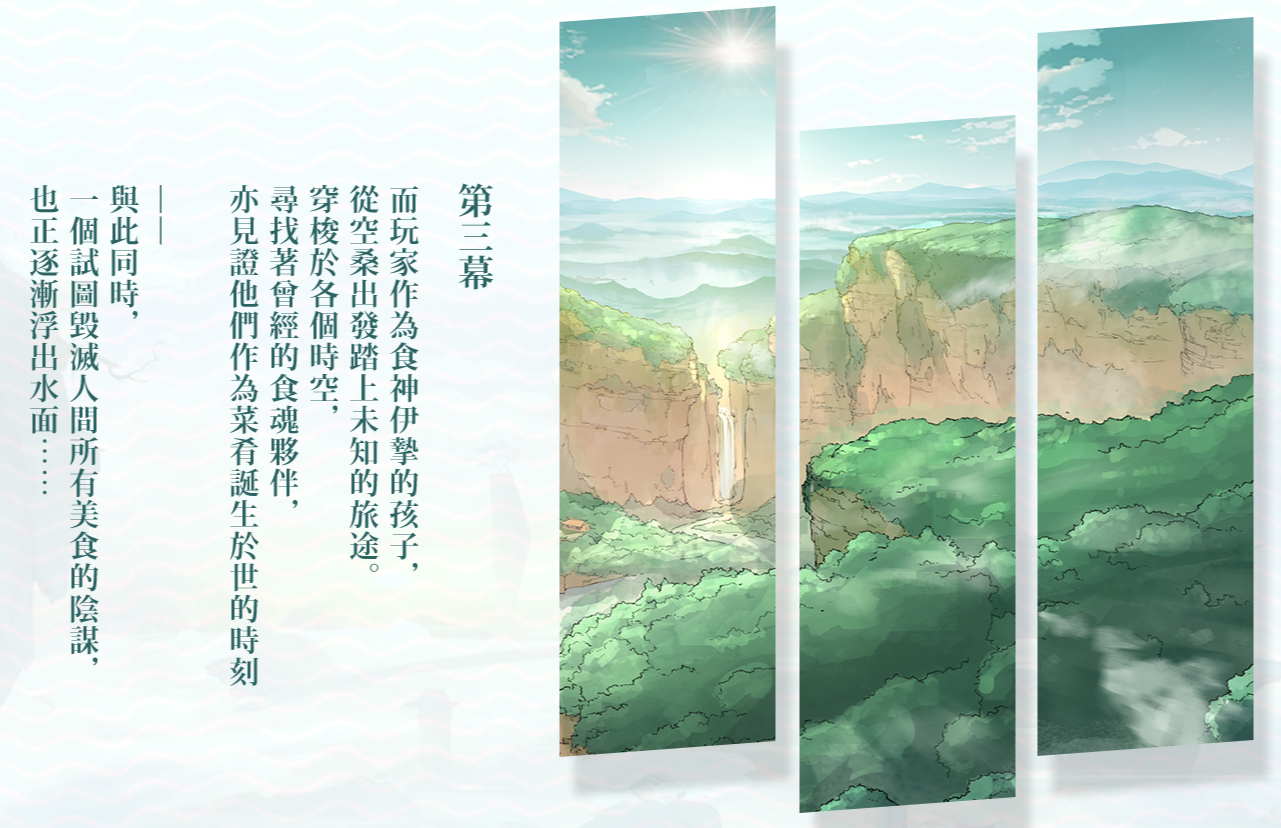 第三幕
而玩家作為食神伊摯的孩子，
從空桑出發踏上未知的旅途。
穿梭於各個時空，
尋找著曾經的食魂夥伴，
亦見證他們作為菜肴誕生於世的時刻
——
與此同時，
一個試圖毀滅人間所有美食的陰謀，
也正逐漸浮出水面……